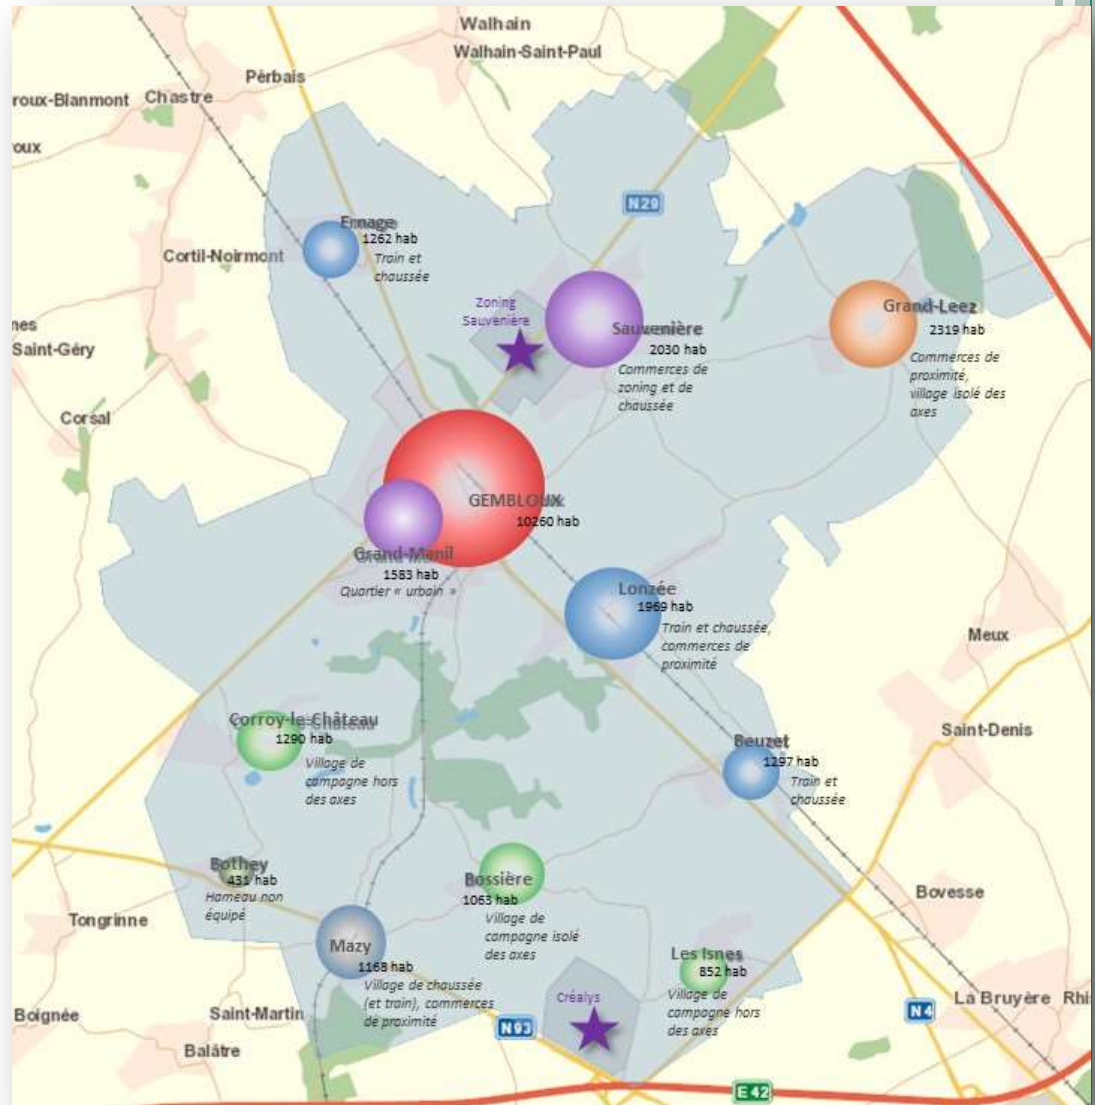 Walhain
Walhain-Saint-Paul
Pèrbais
roux-Blanmont
Chastre
oux
N29
Ernage
1262 hab
Train et
chaussée
Cortil-Noirmont
Zoning
Sauvenière
Sauvenière
2030 hab
Commerces de
zoning et de
chaussée
Grand-Leez
2319 hab
Commerces de
proximité,
village isolé des
axes
nes
Saint-Géry
Corsal
GEMBLOUX
10260 hab
Grand-Manil
1583 hab
Quartier « urbain »
Lonzée
1969 hab
Train et chaussée,
commerces de
proximité
Meux
Corroy-le-Château
1290 hab
Village de
campagne hors
des axes
Beuzet
1297 hab
Train et
chaussée
Saint-Denis
Bothey
431 hab
Hameau non
équipé
Bossière
1063 hab
Village de
campagne isolé
des axes
Bovesse
Tongrinne
Mazy
1168 hab
Village de chaussée
(et train), commerces
de proximité
Les Isnes
852 hab
Village de
campagne hors
des axes
Créalys
La Bruyère
Rhi
Boignée
Saint-Martin
N93
N4
Balâtre
E 42